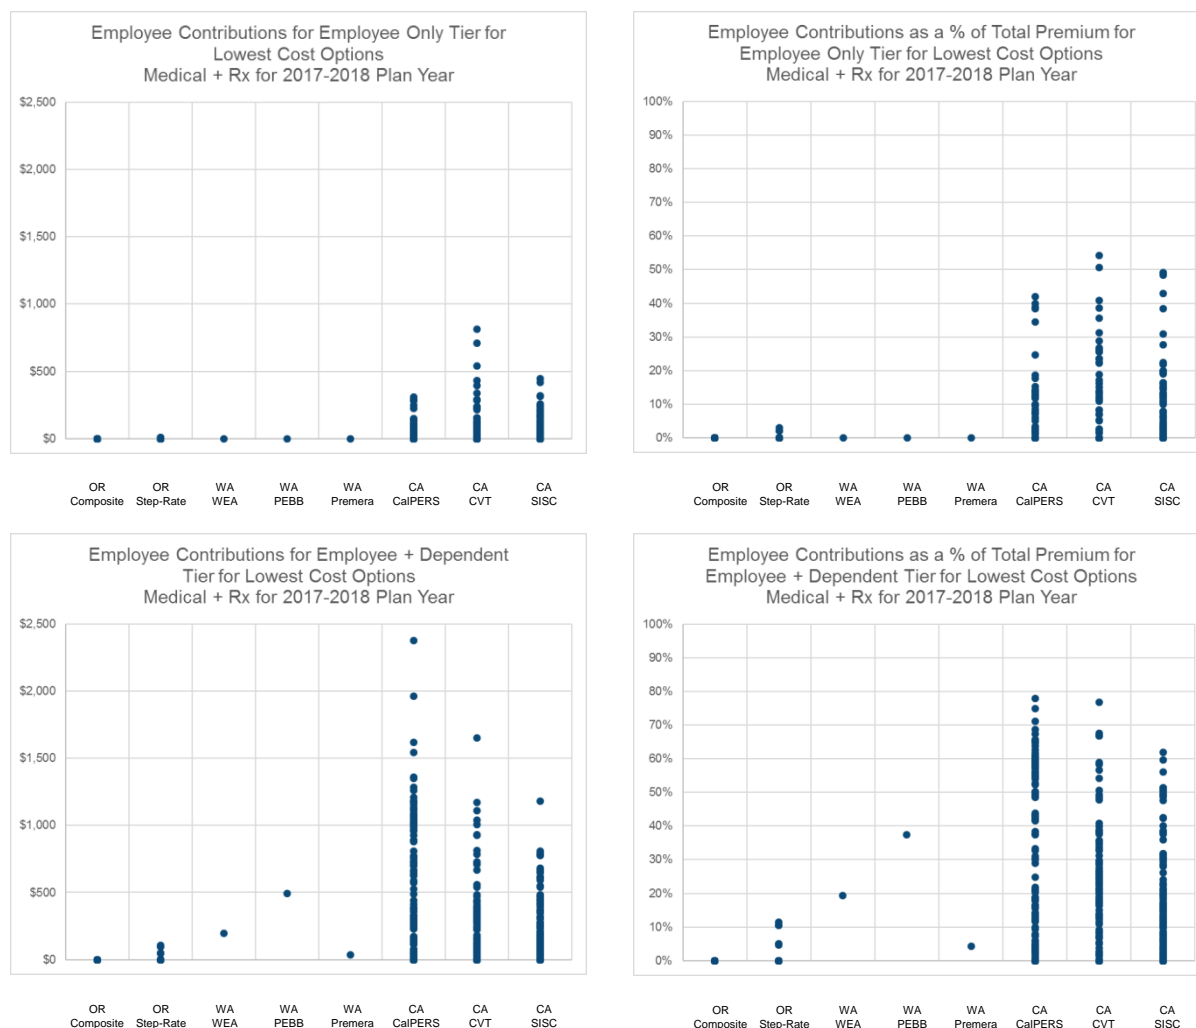 Employee Contributions for Employee Only Tier for
Lowest Cost Options
Medical + Rx for 2017-2018 Plan Year
$2,500
$2,000
$1,500
$1,000
$500
$0
OR Composite
OR Step-Rate
WA WEA
WA PEBB
WA Premera
CA CalPERS
CA CVT
CA SISC
Employee Contributions as a % of Total Premium for
Employee Only Tier for Lowest Cost Options
Medical + Rx for 2017-2018 Plan Year
100%
90%
80%
70%
60%
50%
40%
30%
20%
10%
0%
OR Composite
OR Step-Rate
WA WEA
WA PEBB
WA Premera
CA CalPERS
CA CVT
CA SISC
Employee Contributions for Employee + Dependent
Tier for Lowest Cost Options
Medical + Rx for 2017-2018 Plan Year
$2,500
$2,000
$1,500
$1,000
$500
$0
OR Composite
OR Step-Rate
WA WEA
WA PEBB
WA Premera
CA CalPERS
CA CVT
CA SISC
Employee Contributions as a % of Total Premium for
Employee + Dependent Tier for Lowest Cost Options
Medical + Rx for 2017-2018 Plan Year
100%
90%
80%
70%
60%
50%
40%
30%
20%
10%
0%
OR Composite
OR Step-Rate
WA WEA
WA PEBB
WA Premera
CA CalPERS
CA CVT
CA SISC